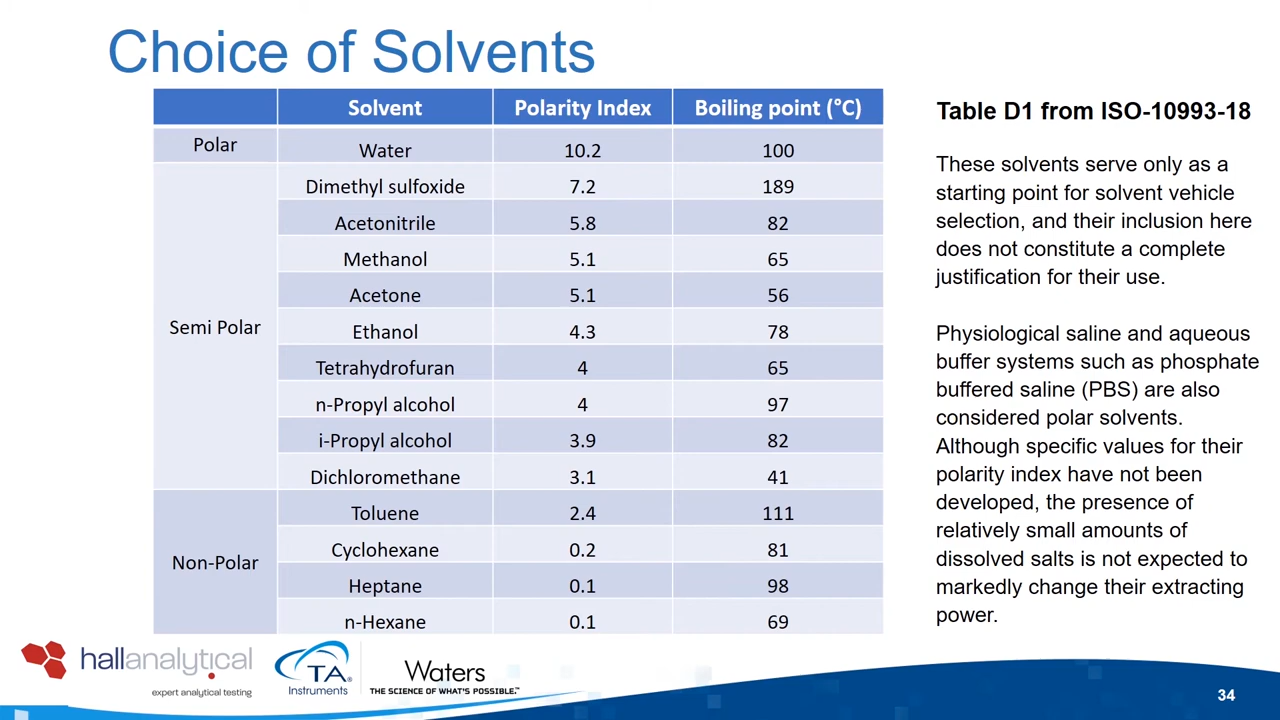 Choice of Solvents
Solvent Polarity Index Boiling point (°C)
Polar Water 10.2 100
Semi Polar
Dimethyl sulfoxide 7.2 189
Acetonitrile 5.8 82
Methanol 5.1 65
Acetone 5.1 56
Ethanol 4.3 78
Tetrahydrofuran 4 65
n-Propyl alcohol 4 97
i-Propyl alcohol 3.9 82
Dichloromethane 3.1 41
Non-Polar
Toluene 2.4 111
Cyclohexane 0.2 81
Heptane 0.1 98
n-Hexane 0.1 69
Table D1 from ISO-10993-18
These solvents serve only as a
starting point for solvent vehicle
selection, and their inclusion here
does not constitute a complete
justification for their use.
Physiological saline and aqueous
buffer systems such as phosphate
buffered saline (PBS) are also
considered polar solvents.
Although specific values for their
polarity index have not been
developed, the presence of
relatively small amounts of
dissolved salts is not expected to
markedly change their extracting
power.
hallanalytical
expert analytical testing
TA®
Instruments
Waters
THE SCIENCE OF WHAT'S POSSIBLE.™
34